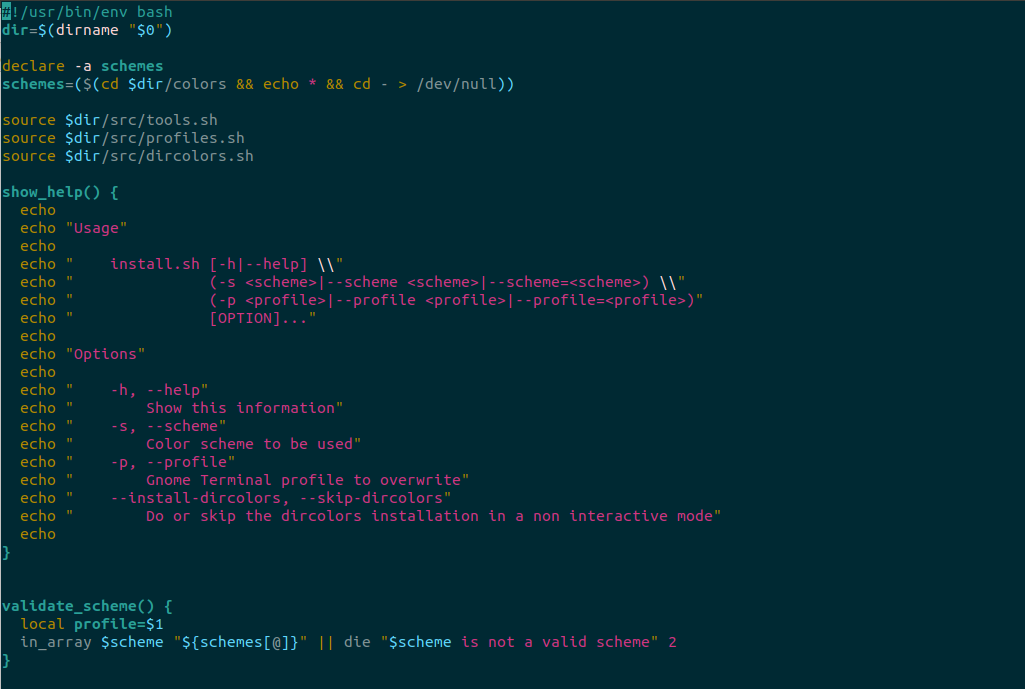 #!/usr/bin/env bash
dir=$(dirname "$0")

declare -a schemes
schemes=($(cd $dir/colors && echo * && cd - > /dev/null))

source $dir/src/tools.sh
source $dir/src/profiles.sh
source $dir/src/dircolors.sh

show_help() {
  echo
  echo "Usage"
  echo
  echo "    install.sh [-h|--help] \\"
  echo "               (-s <scheme>|--scheme <scheme>|--scheme=<scheme>) \\"
  echo "               (-p <profile>|--profile <profile>|--profile=<profile>)"
  echo "               [OPTION]..."
  echo
  echo "Options"
  echo
  echo "    -h, --help"
  echo "        Show this information"
  echo "    -s, --scheme"
  echo "        Color scheme to be used"
  echo "    -p, --profile"
  echo "        Gnome Terminal profile to overwrite"
  echo "    --install-dircolors, --skip-dircolors"
  echo "        Do or skip the dircolors installation in a non interactive mode"
  echo
}


validate_scheme() {
  local profile=$1
  in_array $scheme "${schemes[@]}" || die "$scheme is not a valid scheme" 2
}